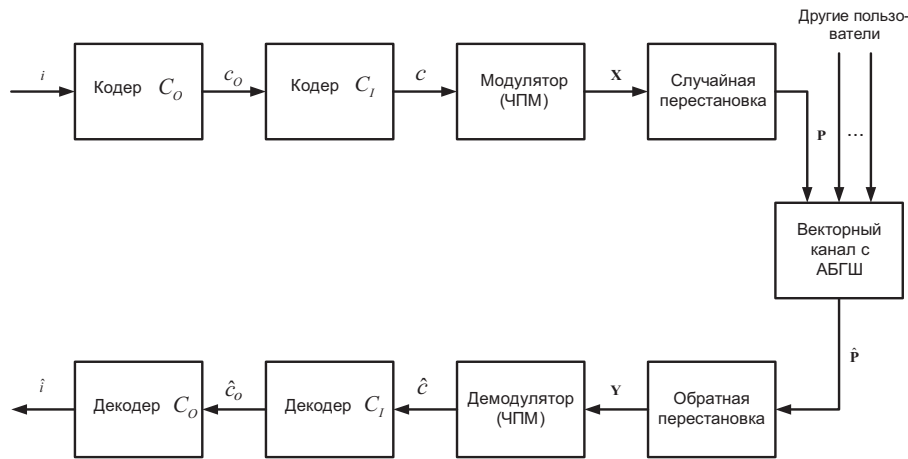 Другие пользо-
ватели
i
Кодер C_O
c_O
Кодер C_I
c
Модулятор
(ЧПМ)
X
Случайная
перестановка
P
...
Векторный
канал с
АБГШ
P̂
î
Декодер C_O
ĉ_o
Декодер C_I
ĉ
Демодулятор
(ЧПМ)
Y
Обратная
перестановка